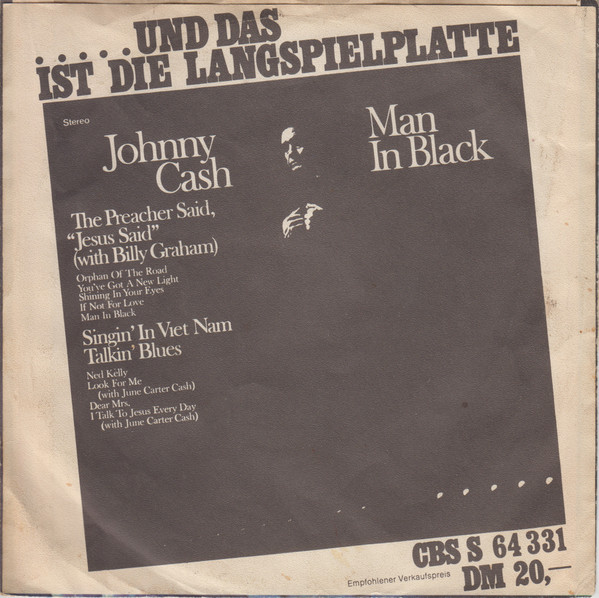 .....UND DAS
IST DIE LANGSPIELPLATTE
Stereo
Johnny
Cash
Man
In Black
The Preacher Said,
“Jesus Said”
(with Billy Graham)
Orphan Of The Road
You've Got A New Light
Shining In Your Eyes
If Not For Love
Man In Black
Singin' In Viet Nam
Talkin' Blues
Ned Kelly
Look For Me
(with June Carter Cash)
Dear Mrs.
I Talk To Jesus Every Day
(with June Carter Cash)
CBS S 64 331
Empfohlener Verkaufspreis DM 20,—